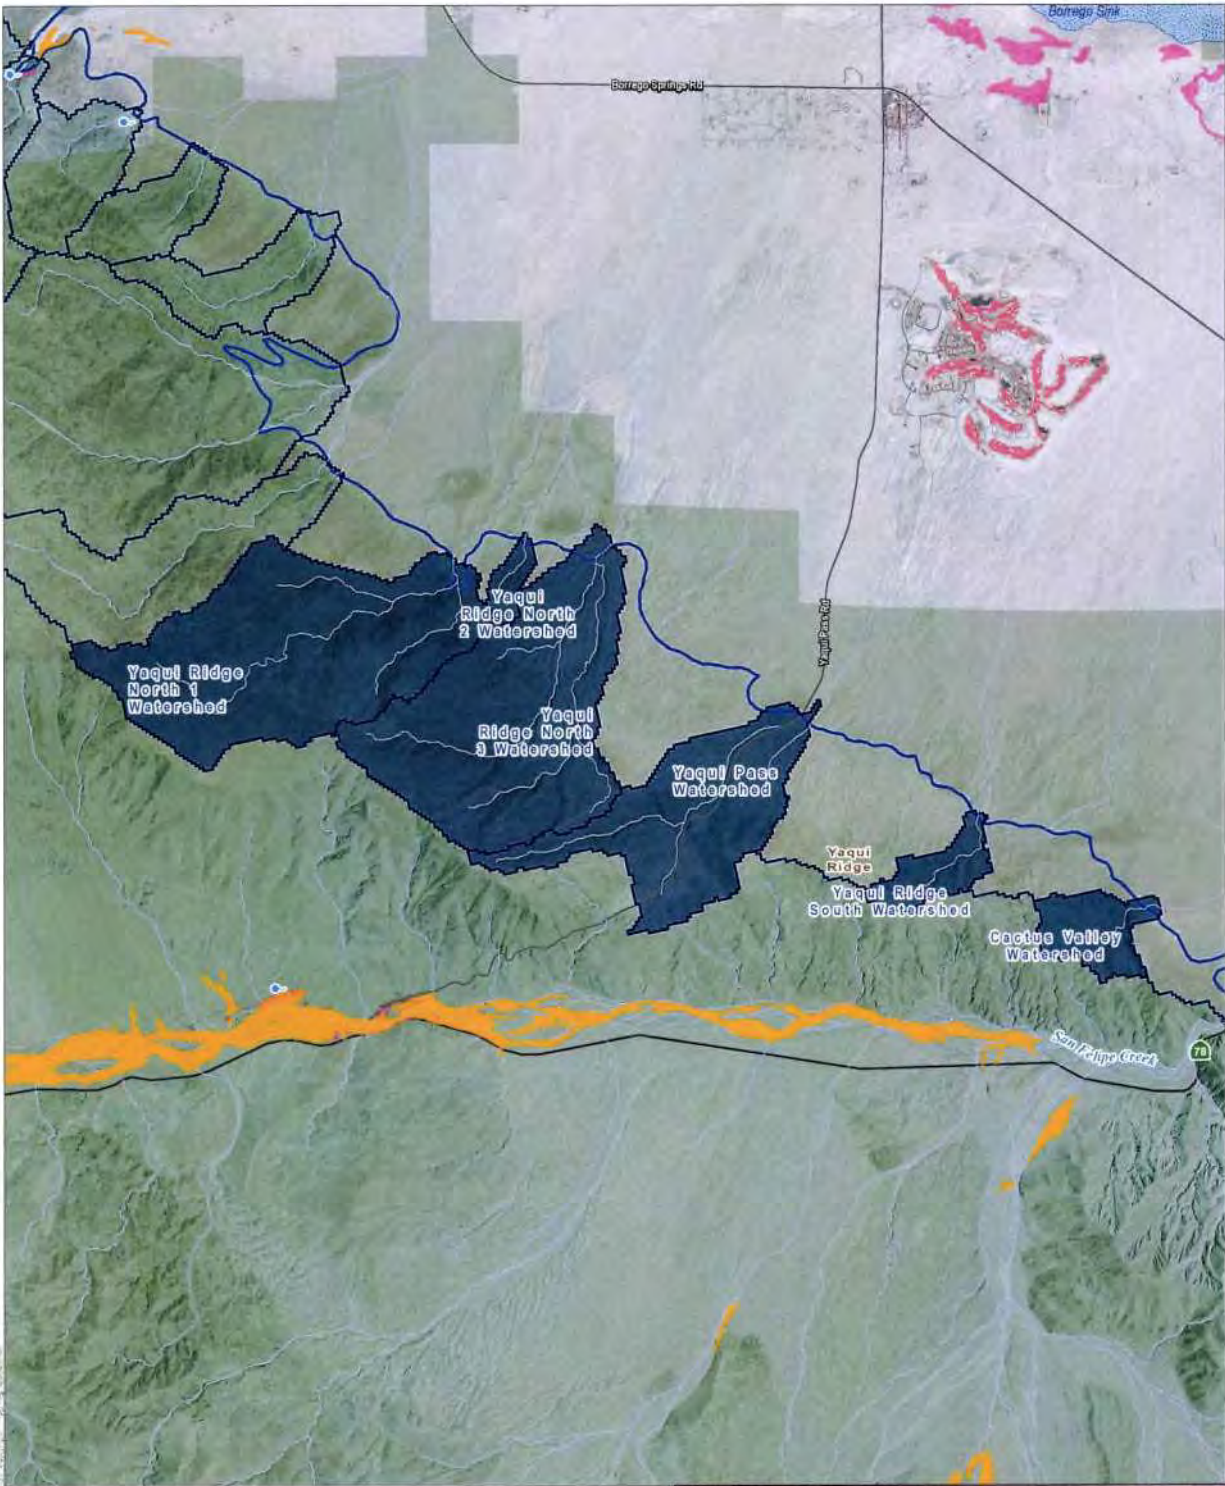 Borrego Sink
Borrego Springs Rd
Yaqui
Ridge North
2 Watershed
Yaqui Pass Rd
Yaqui Ridge
North 1
Watershed
Yaqui
Ridge North
3 Watershed
Yaqui Pass
Watershed
Yaqui
Ridge
Yaqui Ridge
South Watershed
Cactus Valley
Watershed
San Felipe Creek
78